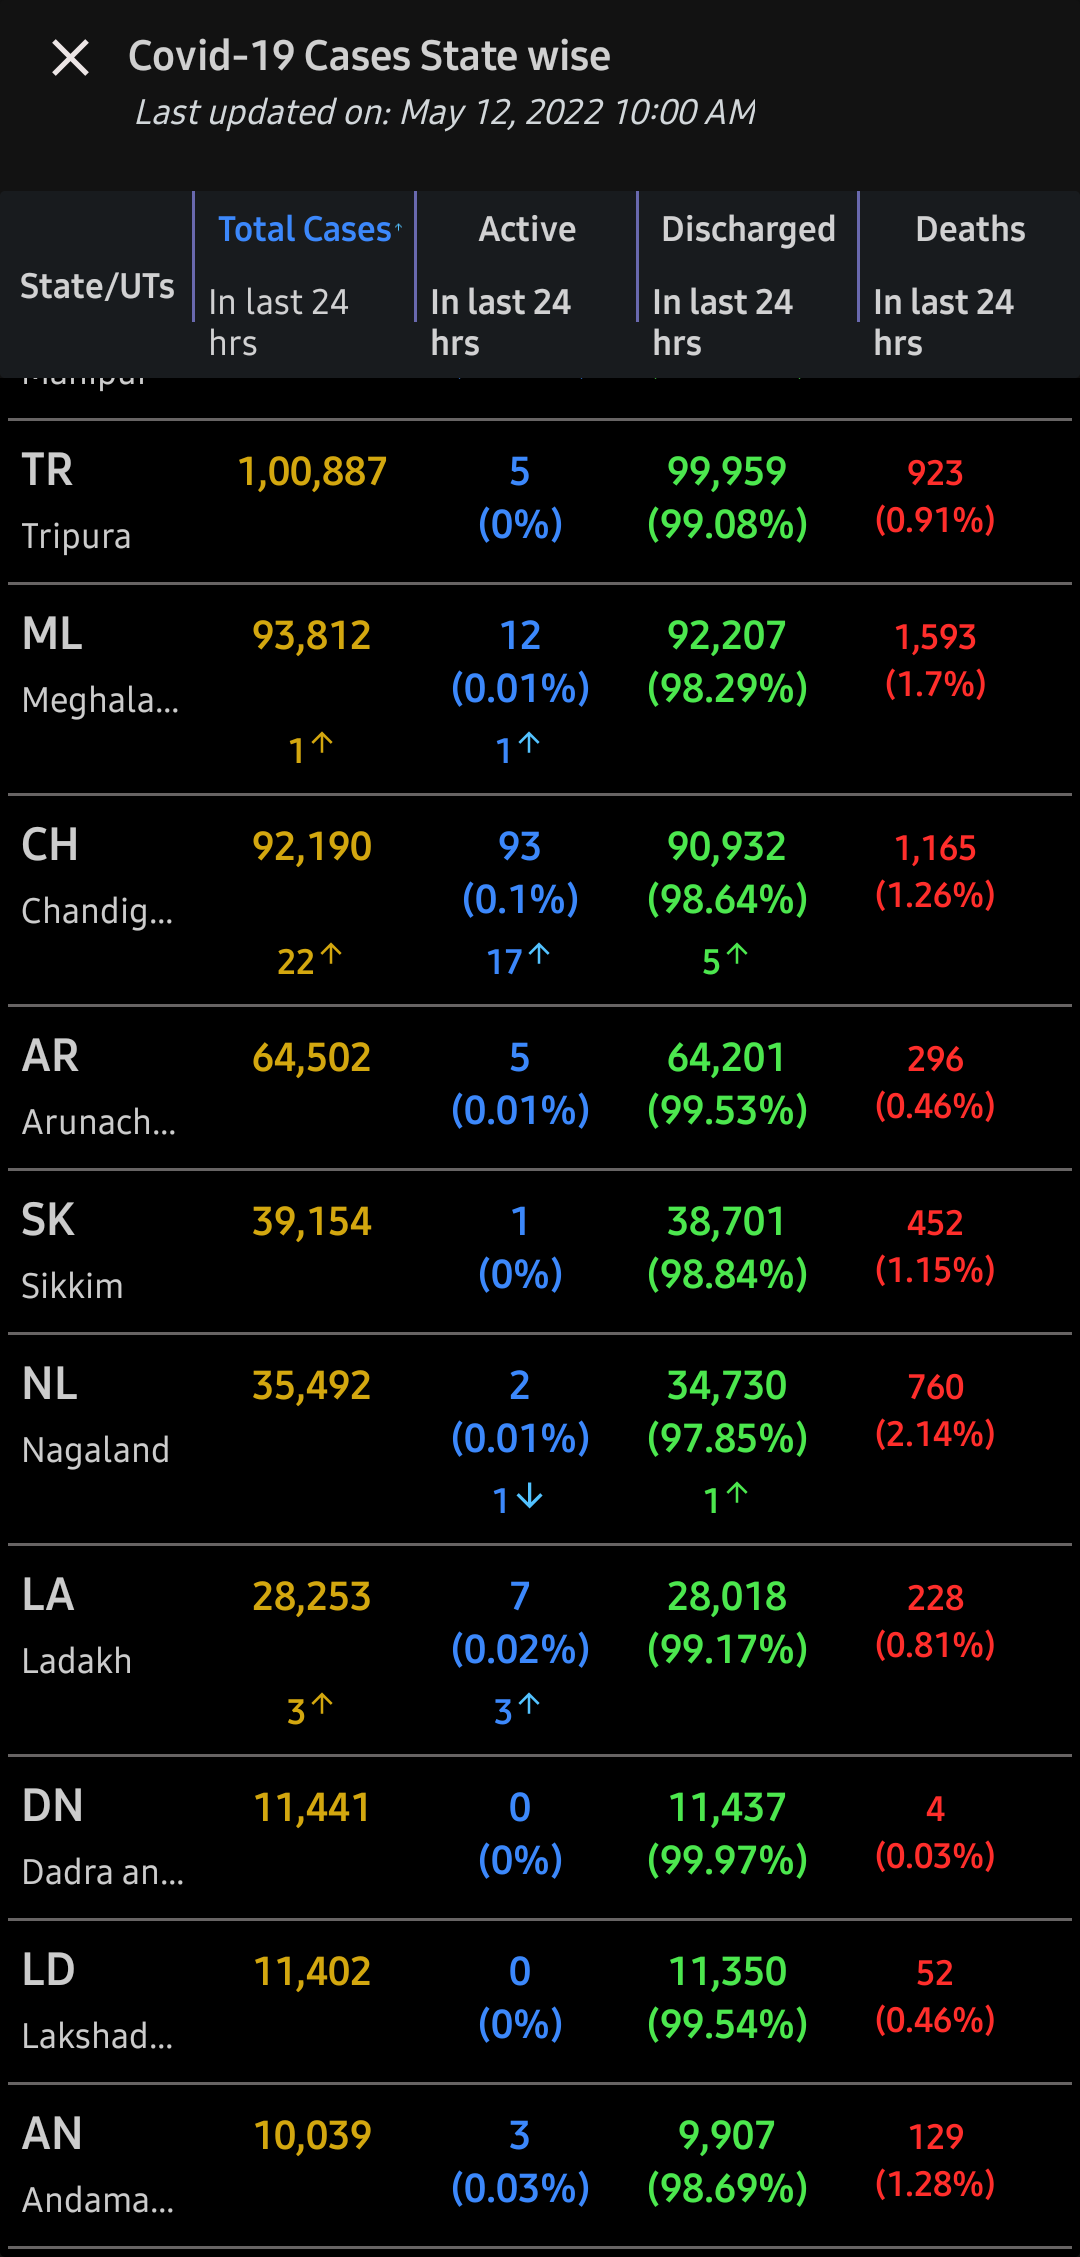 Covid-19 Cases State wise
Last updated on: May 12, 2022 10:00 AM
State/UTs Total Cases↑ Active Discharged Deaths
In last 24 hrs In last 24 hrs In last 24 hrs In last 24 hrs
Manipur
TR 1,00,887 5 99,959 923
Tripura (0%) (99.08%) (0.91%)
ML 93,812 12 92,207 1,593
Meghala... (0.01%) (98.29%) (1.7%)
1↑ 1↑
CH 92,190 93 90,932 1,165
Chandig... (0.1%) (98.64%) (1.26%)
22↑ 17↑ 5↑
AR 64,502 5 64,201 296
Arunach... (0.01%) (99.53%) (0.46%)
SK 39,154 1 38,701 452
Sikkim (0%) (98.84%) (1.15%)
NL 35,492 2 34,730 760
Nagaland (0.01%) (97.85%) (2.14%)
1↓ 1↑
LA 28,253 7 28,018 228
Ladakh (0.02%) (99.17%) (0.81%)
3↑ 3↑
DN 11,441 0 11,437 4
Dadra an... (0%) (99.97%) (0.03%)
LD 11,402 0 11,350 52
Lakshad... (0%) (99.54%) (0.46%)
AN 10,039 3 9,907 129
Andama... (0.03%) (98.69%) (1.28%)